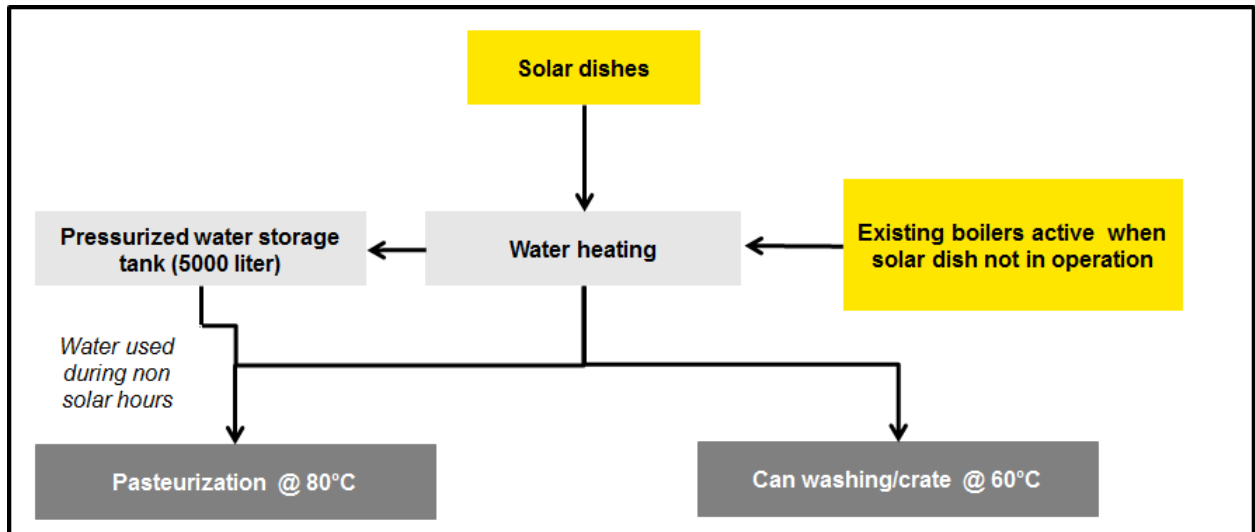 Solar dishes
Pressurized water storage
tank (5000 liter)
Water heating
Existing boilers active when
solar dish not in operation
Water used
during non
solar hours
Pasteurization @ 80°C
Can washing/crate @ 60°C